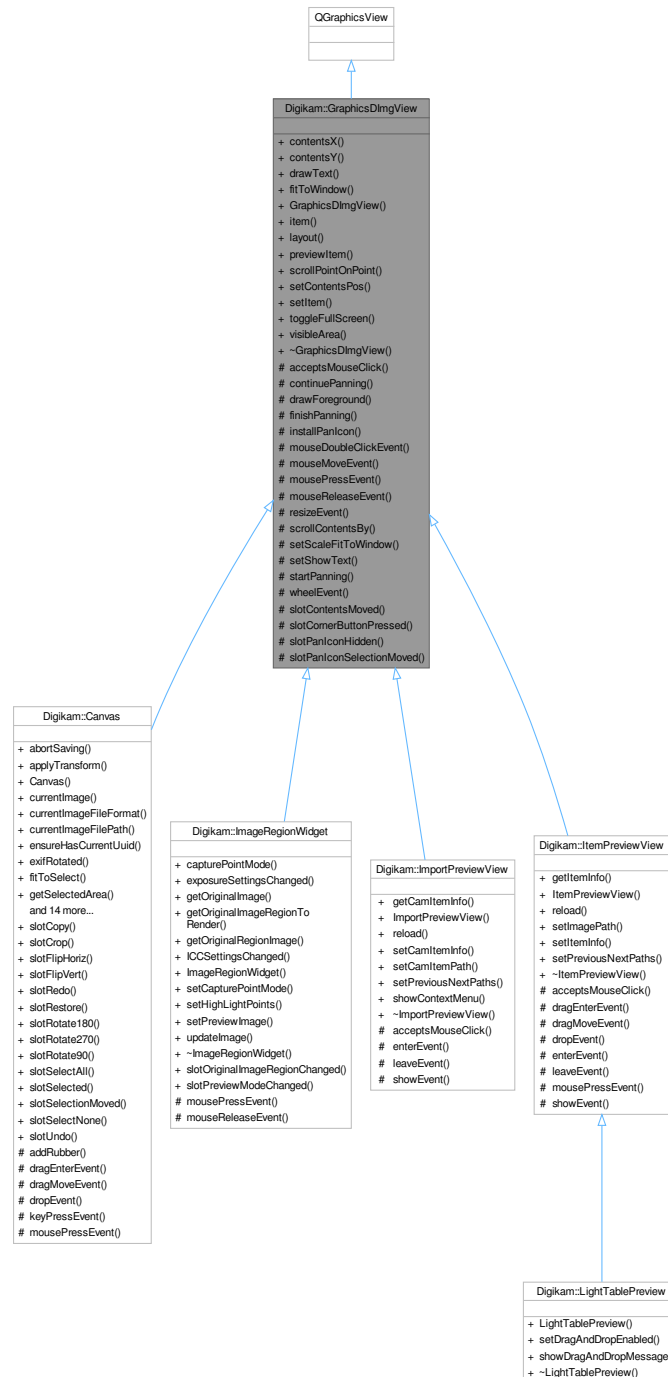 QGraphicsView
Digikam::GraphicsDImgView
+ contentsX()
+ contentsY()
+ drawText()
+ fitToWindow()
+ GraphicsDImgView()
+ item()
+ layout()
+ previewItem()
+ scrollPointOnPoint()
+ setContentsPos()
+ setItem()
+ toggleFullScreen()
+ visibleArea()
+ ~GraphicsDImgView()
# acceptsMouseClick()
# continuePanning()
# drawForeground()
# finishPanning()
# installPanIcon()
# mouseDoubleClickEvent()
# mouseMoveEvent()
# mousePressEvent()
# mouseReleaseEvent()
# resizeEvent()
# scrollContentsBy()
# setScaleFitToWindow()
# setShowText()
# startPanning()
# wheelEvent()
# slotContentsMoved()
# slotCornerButtonPressed()
# slotPanIconHidden()
# slotPanIconSelectionMoved()
Digikam::Canvas
+ abortSaving()
+ applyTransform()
+ Canvas()
+ currentImage()
+ currentImageFileFormat()
+ currentImageFilePath()
+ ensureHasCurrentUuid()
+ exifRotated()
+ fitToSelect()
+ getSelectedArea()
and 14 more...
+ slotCopy()
+ slotCrop()
+ slotFlipHoriz()
+ slotFlipVert()
+ slotRedo()
+ slotRestore()
+ slotRotate180()
+ slotRotate270()
+ slotRotate90()
+ slotSelectAll()
+ slotSelected()
+ slotSelectionMoved()
+ slotSelectNone()
+ slotUndo()
# addRubber()
# dragEnterEvent()
# dragMoveEvent()
# dropEvent()
# keyPressEvent()
# mousePressEvent()
Digikam::ImageRegionWidget
+ capturePointMode()
+ exposureSettingsChanged()
+ getOriginalImage()
+ getOriginalImageRegionTo
Render()
+ getOriginalRegionImage()
+ ICCSettingsChanged()
+ ImageRegionWidget()
+ setCapturePointMode()
+ setHighLightPoints()
+ setPreviewImage()
+ updateImage()
+ ~ImageRegionWidget()
+ slotOriginalImageRegionChanged()
+ slotPreviewModeChanged()
# mousePressEvent()
# mouseReleaseEvent()
Digikam::ImportPreviewView
+ getCamItemInfo()
+ ImportPreviewView()
+ reload()
+ setCamItemInfo()
+ setCamItemPath()
+ setPreviousNextPaths()
+ showContextMenu()
+ ~ImportPreviewView()
# acceptsMouseClick()
# enterEvent()
# leaveEvent()
# showEvent()
Digikam::ItemPreviewView
+ getItemInfo()
+ ItemPreviewView()
+ reload()
+ setImagePath()
+ setItemInfo()
+ setPreviousNextPaths()
+ ~ItemPreviewView()
# acceptsMouseClick()
# dragEnterEvent()
# dragMoveEvent()
# dropEvent()
# enterEvent()
# leaveEvent()
# mousePressEvent()
# showEvent()
Digikam::LightTablePreview
+ LightTablePreview()
+ setDragAndDropEnabled()
+ showDragAndDropMessage
+ ~LightTablePreview()